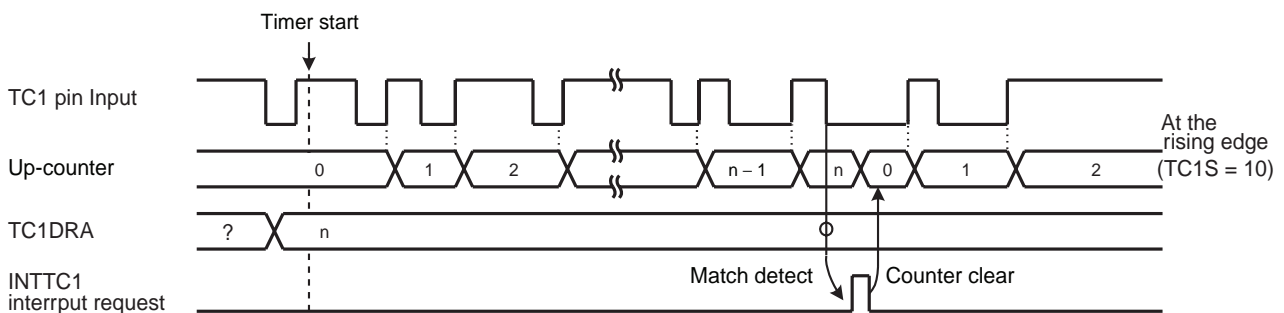 Timer start
TC1 pin Input
At the
rising edge
(TC1S = 10)
Up-counter
0
1
2
n – 1
n
0
1
2
TC1DRA
?
n
Match detect
Counter clear
INTTC1
interrput request